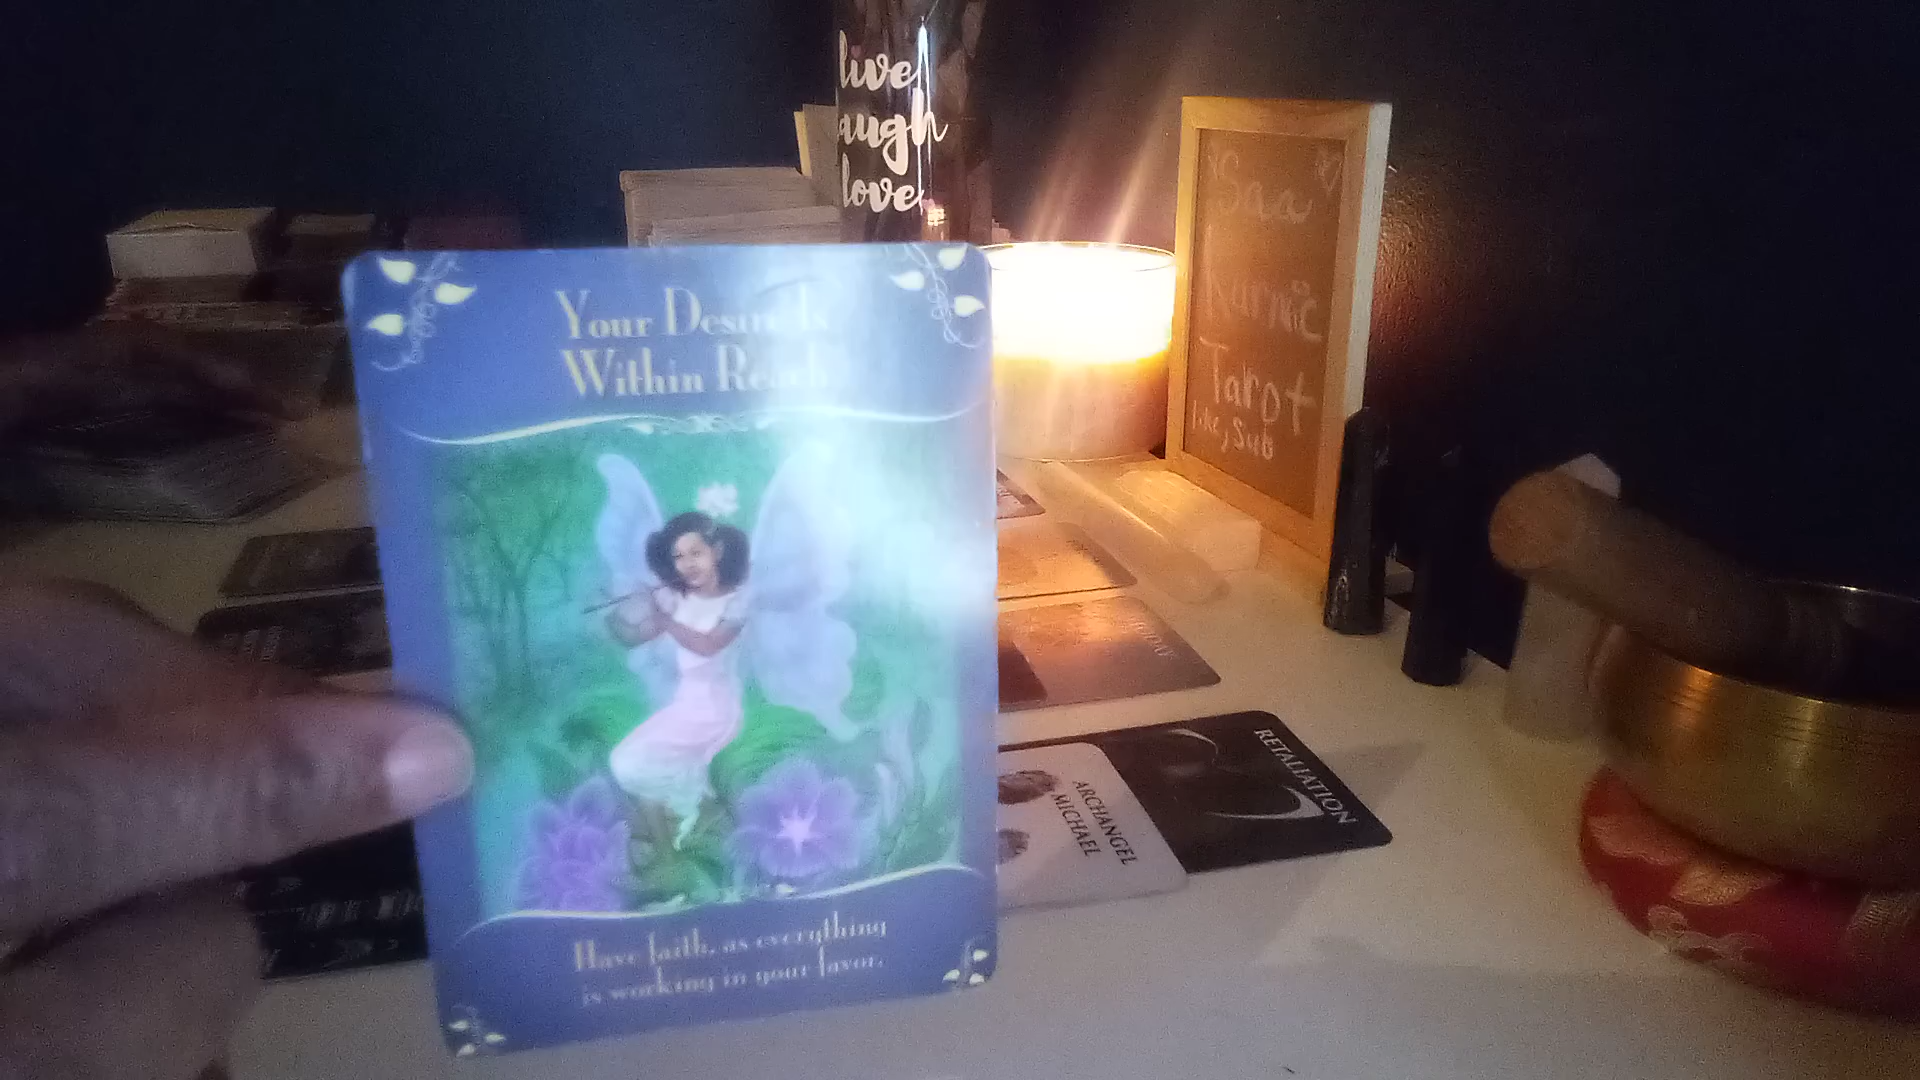 live
laugh
love
Your Desire Is
Within Reach
Have faith, as everything
is working in your favor.
Saa
Karmic
Tarot
like, Sub
ARCHANGEL
MICHAEL
RETALIATION